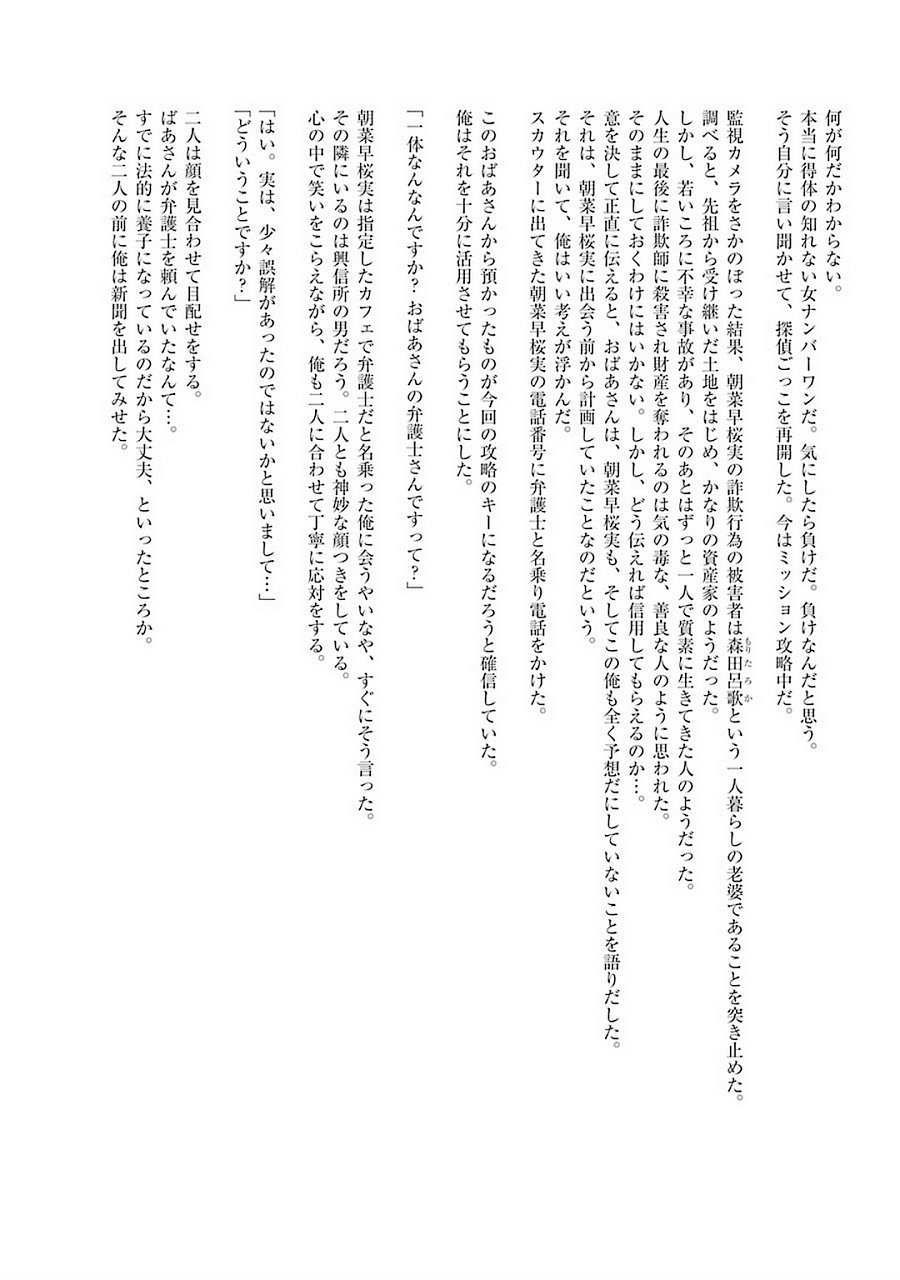 何が何だかわからない。
本当に得体の知れない女ナンバーワンだ。気にしたら負けだ。負けなんだと思う。
そう自分に言い聞かせて、探偵ごっこを再開した。今はミッション攻略中だ。
監視カメラをさかのぼった結果、朝菜早桜実の詐欺行為の被害者は森田呂歌という一人暮らしの老婆であることを突き止めた。
もりたろか
調べると、先祖から受け継いだ土地をはじめ、かなりの資産家のようだった。
しかし、若いころに不幸な事故があり、そのあとはずっと一人で質素に生きてきた人のようだった。
人生の最後に詐欺師に殺害され財産を奪われるのは気の毒な、善良な人のように思われた。
そのままにしておくわけにはいかない。しかし、どう伝えれば信用してもらえるのか…。
意を決して正直に伝えると、おばあさんは、朝菜早桜実も、そしてこの俺も全く予想だにしていないことを語りだした。
それは、朝菜早桜実に出会う前から計画していたことなのだという。
それを聞いて、俺はいい考えが浮かんだ。
スカウターに出てきた朝菜早桜実の電話番号に弁護士と名乗り電話をかけた。
このおばあさんから預かったものが今回の攻略のキーになるだろうと確信していた。
俺はそれを十分に活用させてもらうことにした。
「一体なんなんですか？ おばあさんの弁護士さんですって？」
朝菜早桜実は指定したカフェで弁護士だと名乗った俺に会うやいなや、すぐにそう言った。
その隣にいるのは興信所の男だろう。二人とも神妙な顔つきをしている。
心の中で笑いをこらえながら、俺も二人に合わせて丁寧に応対をする。
「はい。実は、少々誤解があったのではないかと思いまして…」
「どういうことですか？」
二人は顔を見合わせて目配せをする。
ばあさんが弁護士を頼んでいたなんて…。
すでに法的に養子になっているのだから大丈夫、といったところか。
そんな二人の前に俺は新聞を出してみせた。